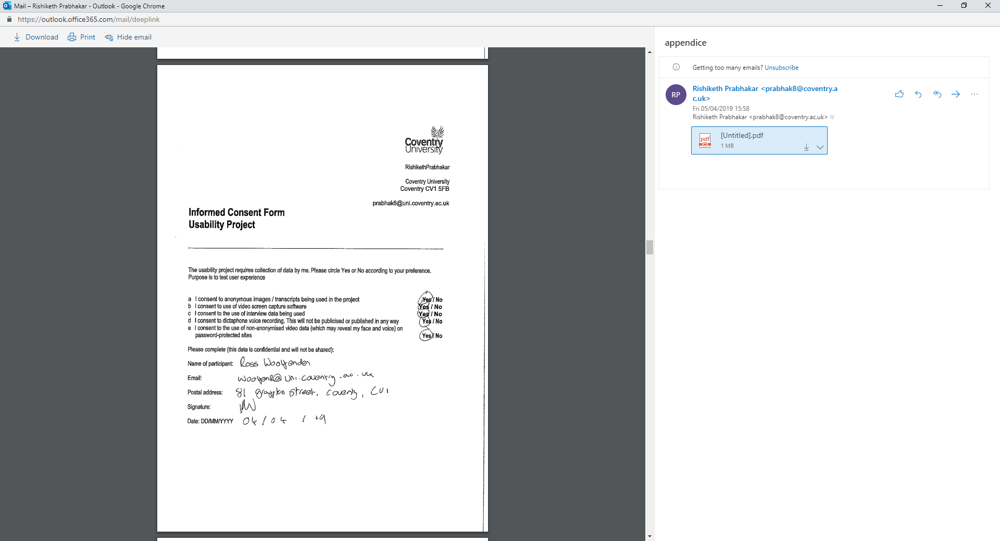 Mail – Rishiketh Prabhakar - Outlook - Google Chrome
https://outlook.office365.com/mail/deeplink
Download Print Hide email
appendice
Getting too many emails? Unsubscribe
RP
Rishiketh Prabhakar <prabhak8@coventry.a
c.uk>
Fri 05/04/2019 15:58
Rishiketh Prabhakar <prabhak8@coventry.ac.uk>
pdf
[Untitled].pdf
1 MB
Coventry
University
RishikethPrabhakar
Coventry University
Coventry CV1 5FB
prabhak8@uni.coventry.ac.uk
Informed Consent Form
Usability Project
The usability project requires collection of data by me. Please circle Yes or No according to your preference.
Purpose is to test user experience
a I consent to anonymous images / transcripts being used in the project Yes / No
b I consent to use of video screen capture software Yes / No
c I consent to the use of interview data being used Yes / No
d I consent to dictaphone voice recording. This will not be publicised or published in any way Yes / No
e I consent to the use of non-anonymised video data (which may reveal my face and voice) on
password-protected sites Yes / No
Please complete (this data is confidential and will not be shared):
Name of participant: Ross Woolfenden
Email: woolfenr@uni.coventry.ac.uk
Postal address: 81 street, Coventry, CV1
Signature:
Date: DD/MM/YYYY 04/04/19